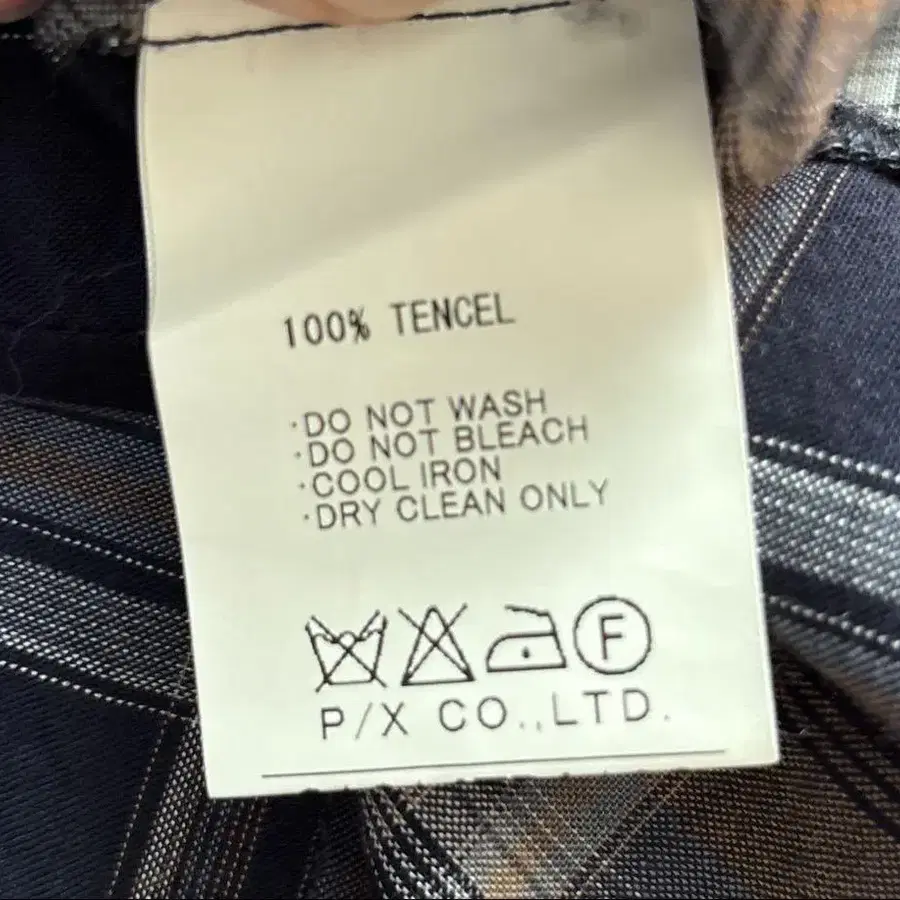 100% TENCEL
·DO NOT WASH
·DO NOT BLEACH
·COOL IRON
·DRY CLEAN ONLY
F
P/X CO.,LTD.